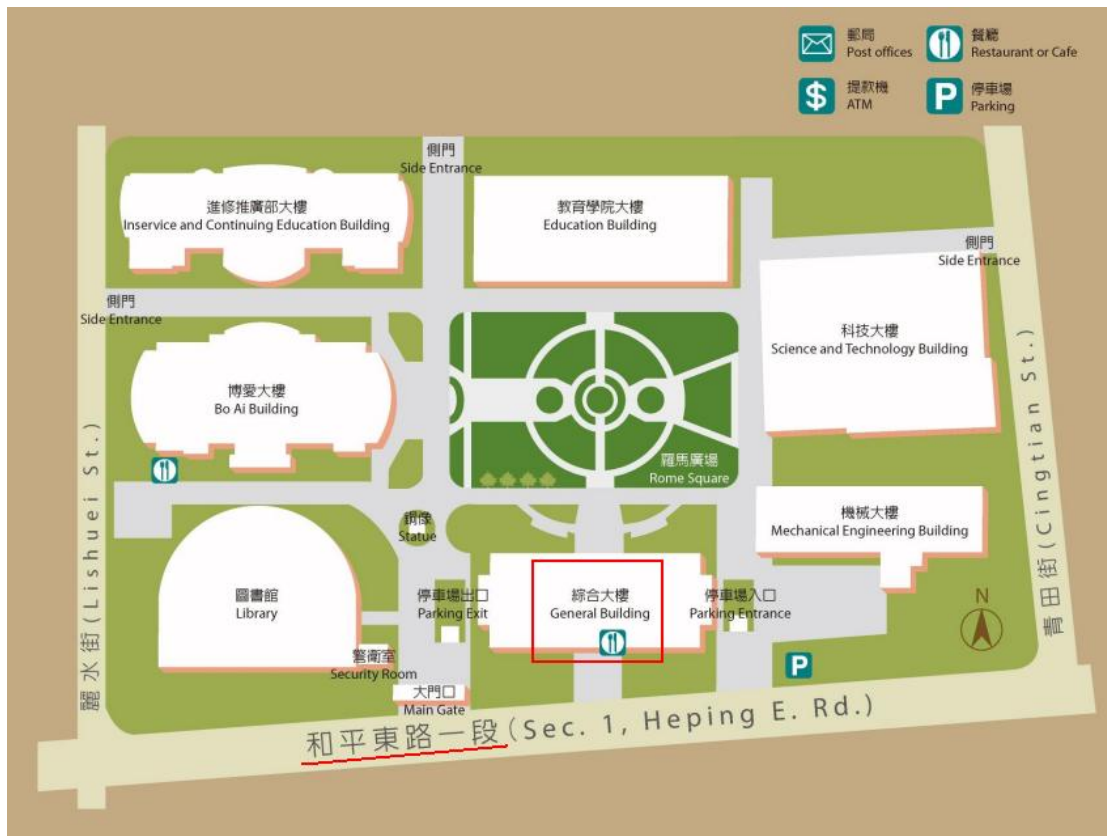 郵局
Post offices
餐廳
Restaurant or Cafe
提款機
ATM
停車場
Parking
側門
Side Entrance
進修推廣部大樓
Inservice and Continuing Education Building
教育學院大樓
Education Building
側門
Side Entrance
側門
Side Entrance
科技大樓
Science and Technology Building
博愛大樓
Bo Ai Building
羅馬廣場
Rome Square
銅像
Statue
機械大樓
Mechanical Engineering Building
圖書館
Library
停車場出口
Parking Exit
綜合大樓
General Building
停車場入口
Parking Entrance
N
警衛室
Security Room
P
大門口
Main Gate
麗水街(Lishuei St.)
青田街(Cingtian St.)
和平東路一段(Sec. 1, Heping E. Rd.)